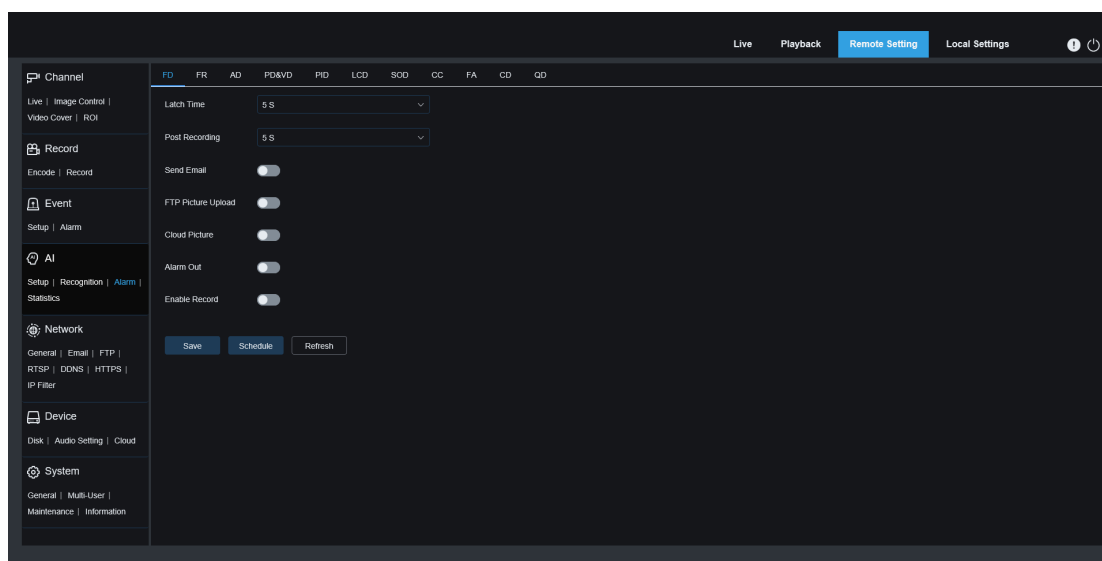 Live Playback Remote Setting Local Settings
Channel
Live | Image Control |
Video Cover | ROI
Record
Encode | Record
Event
Setup | Alarm
AI
Setup | Recognition | Alarm |
Statistics
Network
General | Email | FTP |
RTSP | DDNS | HTTPS |
IP Filter
Device
Disk | Audio Setting | Cloud
System
General | Multi-User |
Maintenance | Information
FD FR AD PD&VD PID LCD SOD CC FA CD QD
Latch Time 5 S
Post Recording 5 S
Send Email
FTP Picture Upload
Cloud Picture
Alarm Out
Enable Record
Save Schedule Refresh